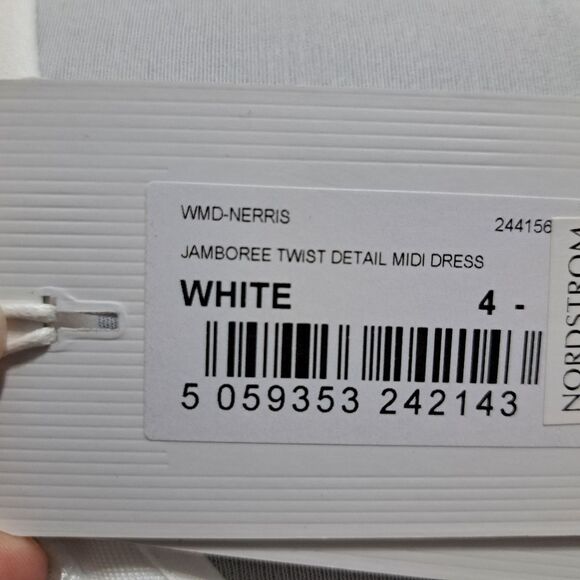 WMD-NERRIS 244156
JAMBOREE TWIST DETAIL MIDI DRESS
WHITE 4 -
5 059353 242143
NORDSTROM